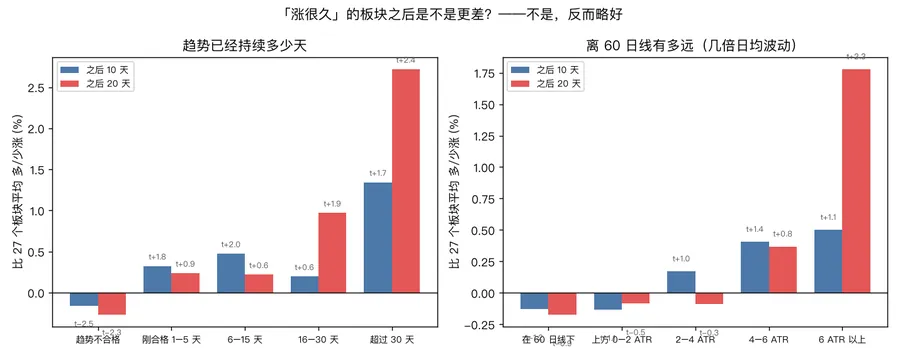 「涨很久」的板块之后是不是更差？——不是，反而略好
趋势已经持续多少天
比 27 个板块平均 多/少涨 (%)
之后 10 天
之后 20 天
2.5
2.0
1.5
1.0
0.5
0.0
t−2.5
t−2.3
t+1.8
t+0.9
t+2.0
t+0.6
t+0.6
t+1.9
t+1.7
t+2.4
趋势不合格
刚合格 1−5 天
6−15 天
16−30 天
超过 30 天
离 60 日线有多远（几倍日均波动）
比 27 个板块平均 多/少涨 (%)
之后 10 天
之后 20 天
1.75
1.50
1.25
1.00
0.75
0.50
0.25
0.00
−0.25
t−0.5
t+1.0
t−0.3
t+1.4
t+0.8
t+1.1
t+2.3
在 60 日线下
上方 0−2 ATR
2−4 ATR
4−6 ATR
6 ATR 以上